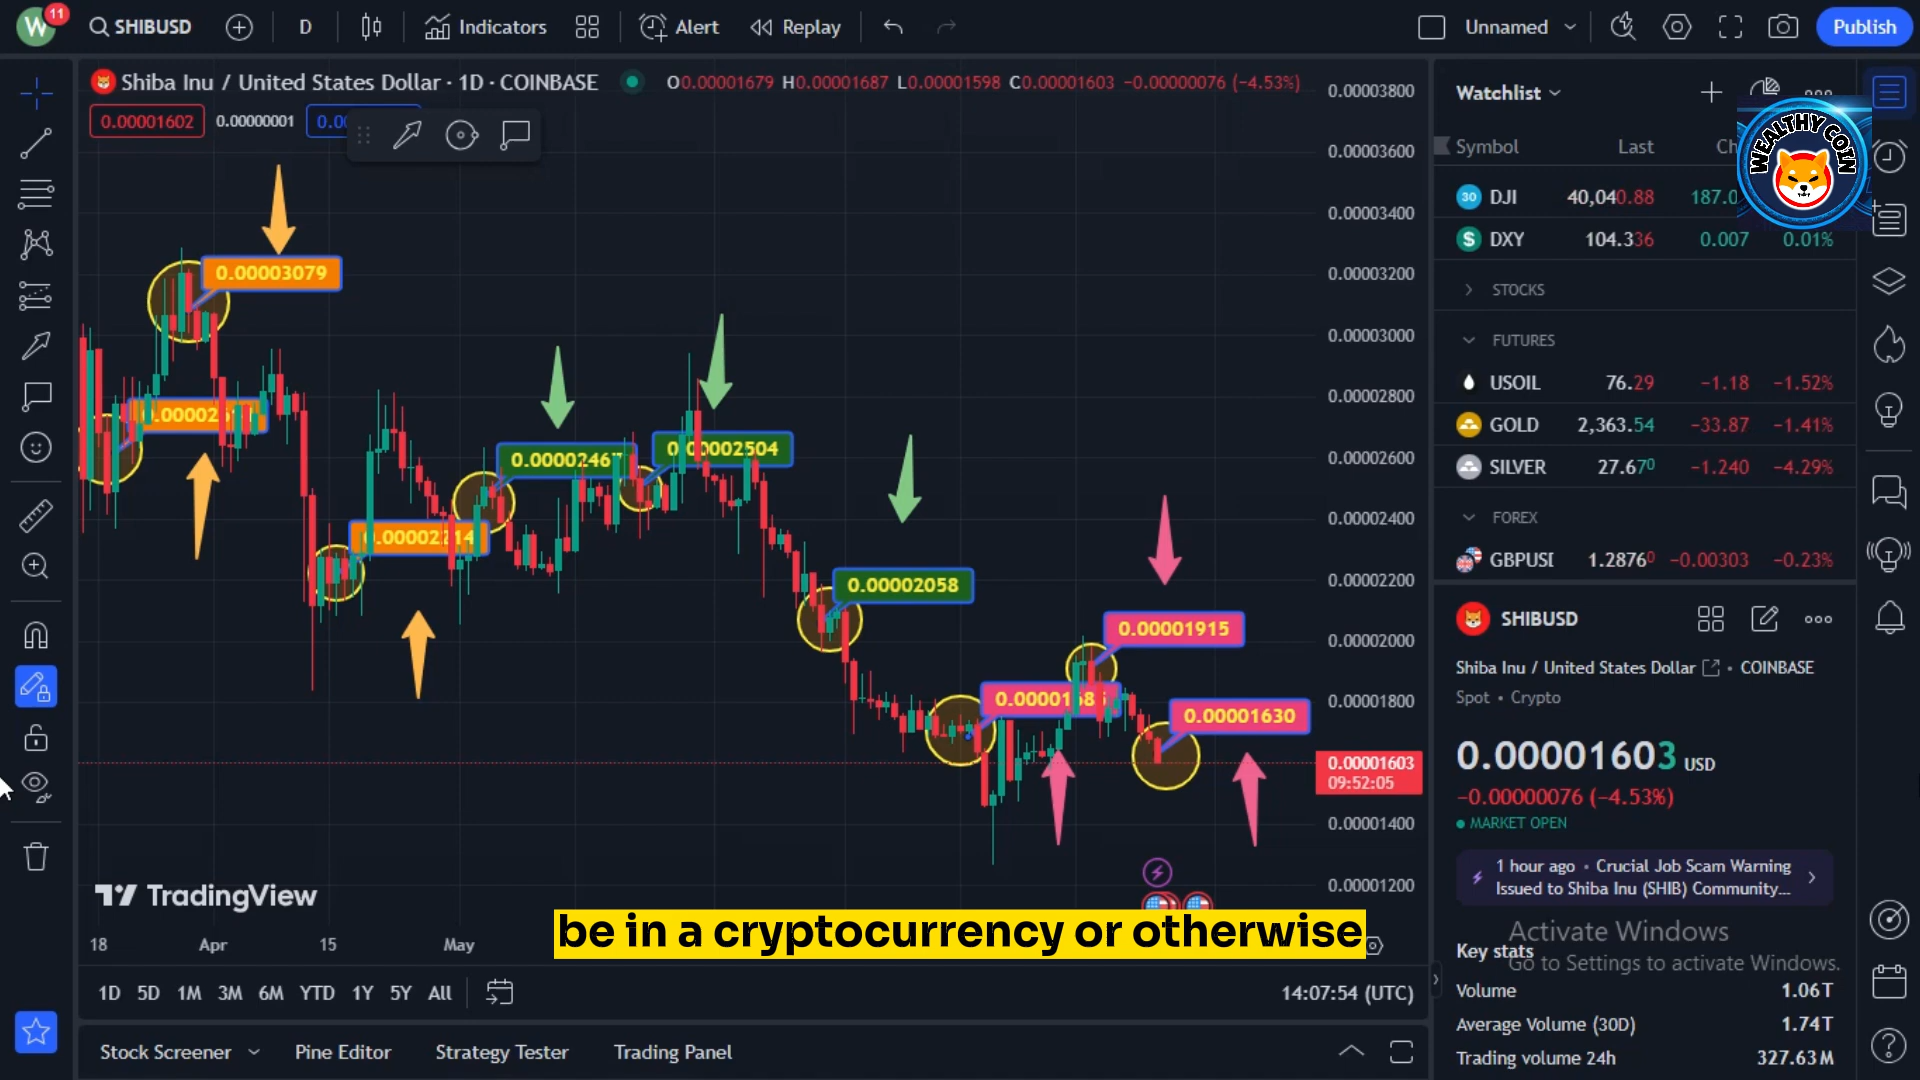 W 11 SHIBUSD D Indicators Alert Replay Unnamed Publish
Shiba Inu / United States Dollar · 1D · COINBASE O0.00001679 H0.00001687 L0.00001598 C0.00001603 −0.00000076 (−4.53%)
0.00001602 0.00000001
0.00003079
0.00002504
0.00002058
0.00001915
0.00001630
0.00003800
0.00003600
0.00003400
0.00003200
0.00003000
0.00002800
0.00002600
0.00002400
0.00002200
0.00002000
0.00001800
0.00001603
09:52:05
0.00001400
0.00001200
TradingView
18 Apr 15 May
be in a cryptocurrency or otherwise
1D 5D 1M 3M 6M YTD 1Y 5Y All 14:07:54 (UTC)
Stock Screener Pine Editor Strategy Tester Trading Panel
Watchlist
WEALTHY COIN
Symbol Last
30 DJI 40,040.88
$ DXY 104.336 0.007 0.01%
STOCKS
FUTURES
USOIL 76.29 −1.18 −1.52%
GOLD 2,363.54 −33.87 −1.41%
SILVER 27.670 −1.240 −4.29%
FOREX
GBPUSD 1.28760 −0.00303 −0.23%
SHIBUSD
Shiba Inu / United States Dollar • COINBASE
Spot • Crypto
0.00001603 USD
−0.00000076 (−4.53%)
MARKET OPEN
1 hour ago • Crucial Job Scam Warning
Issued to Shiba Inu (SHIB) Community...
Activate Windows
Go to Settings to activate Windows.
Key stats
Volume 1.06T
Average Volume (30D) 1.74T
Trading volume 24h 327.63M